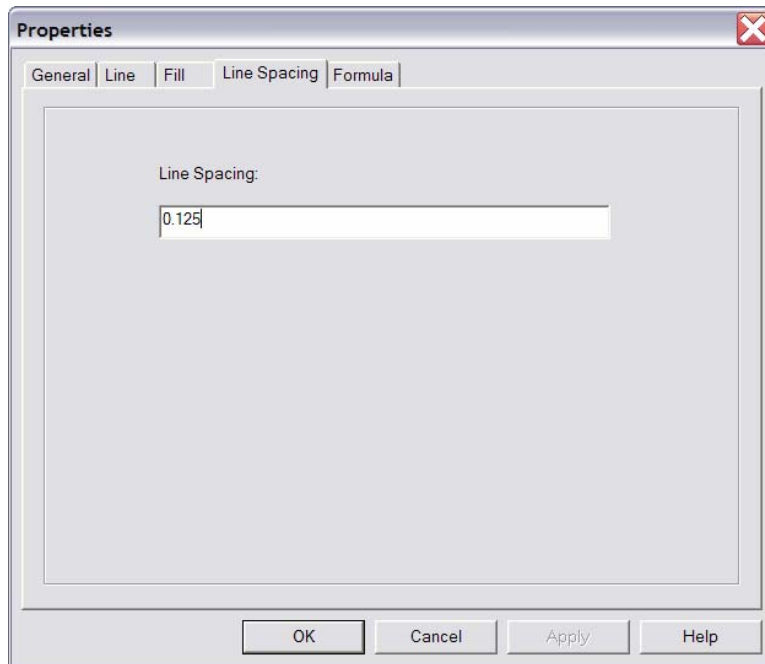 Properties
General Line Fill Line Spacing Formula
Line Spacing:
0.125
OK Cancel Apply Help